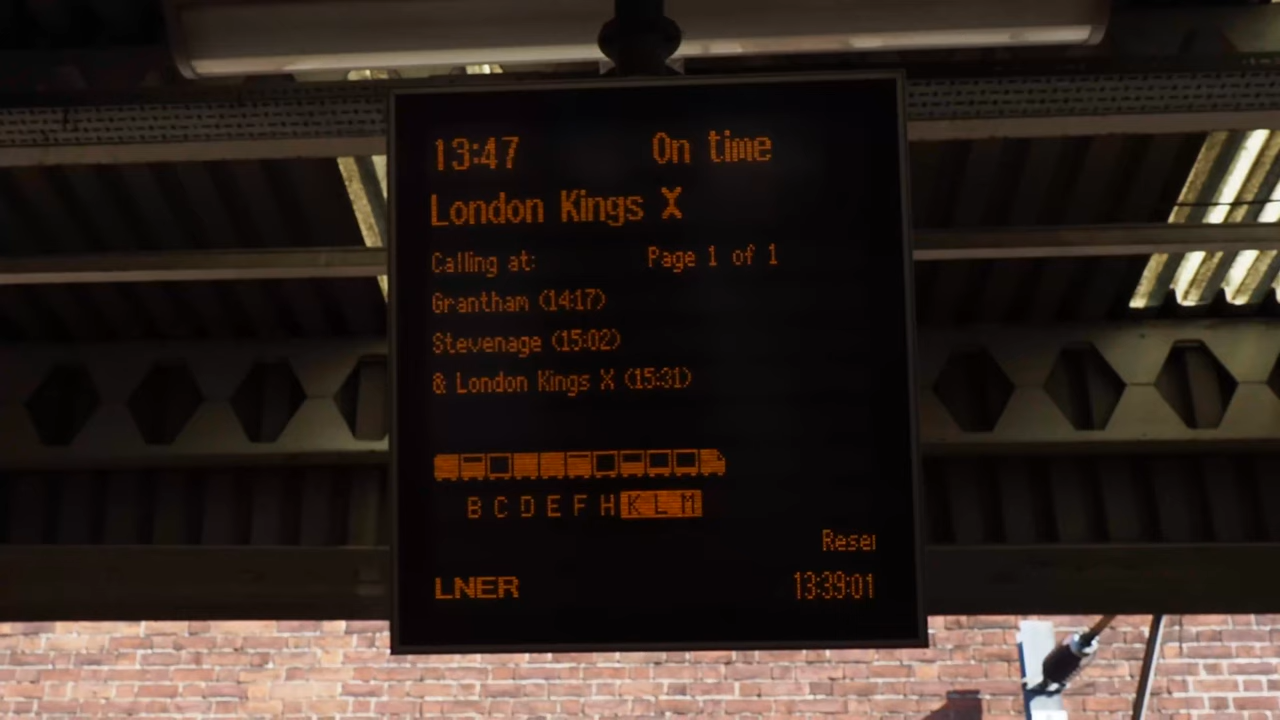 13:47 On time
London Kings X
Calling at: Page 1 of 1
Grantham (14:17)
Stevenage (15:02)
& London Kings X (15:31)
B C D E F H K L M
LNER 13:39:01